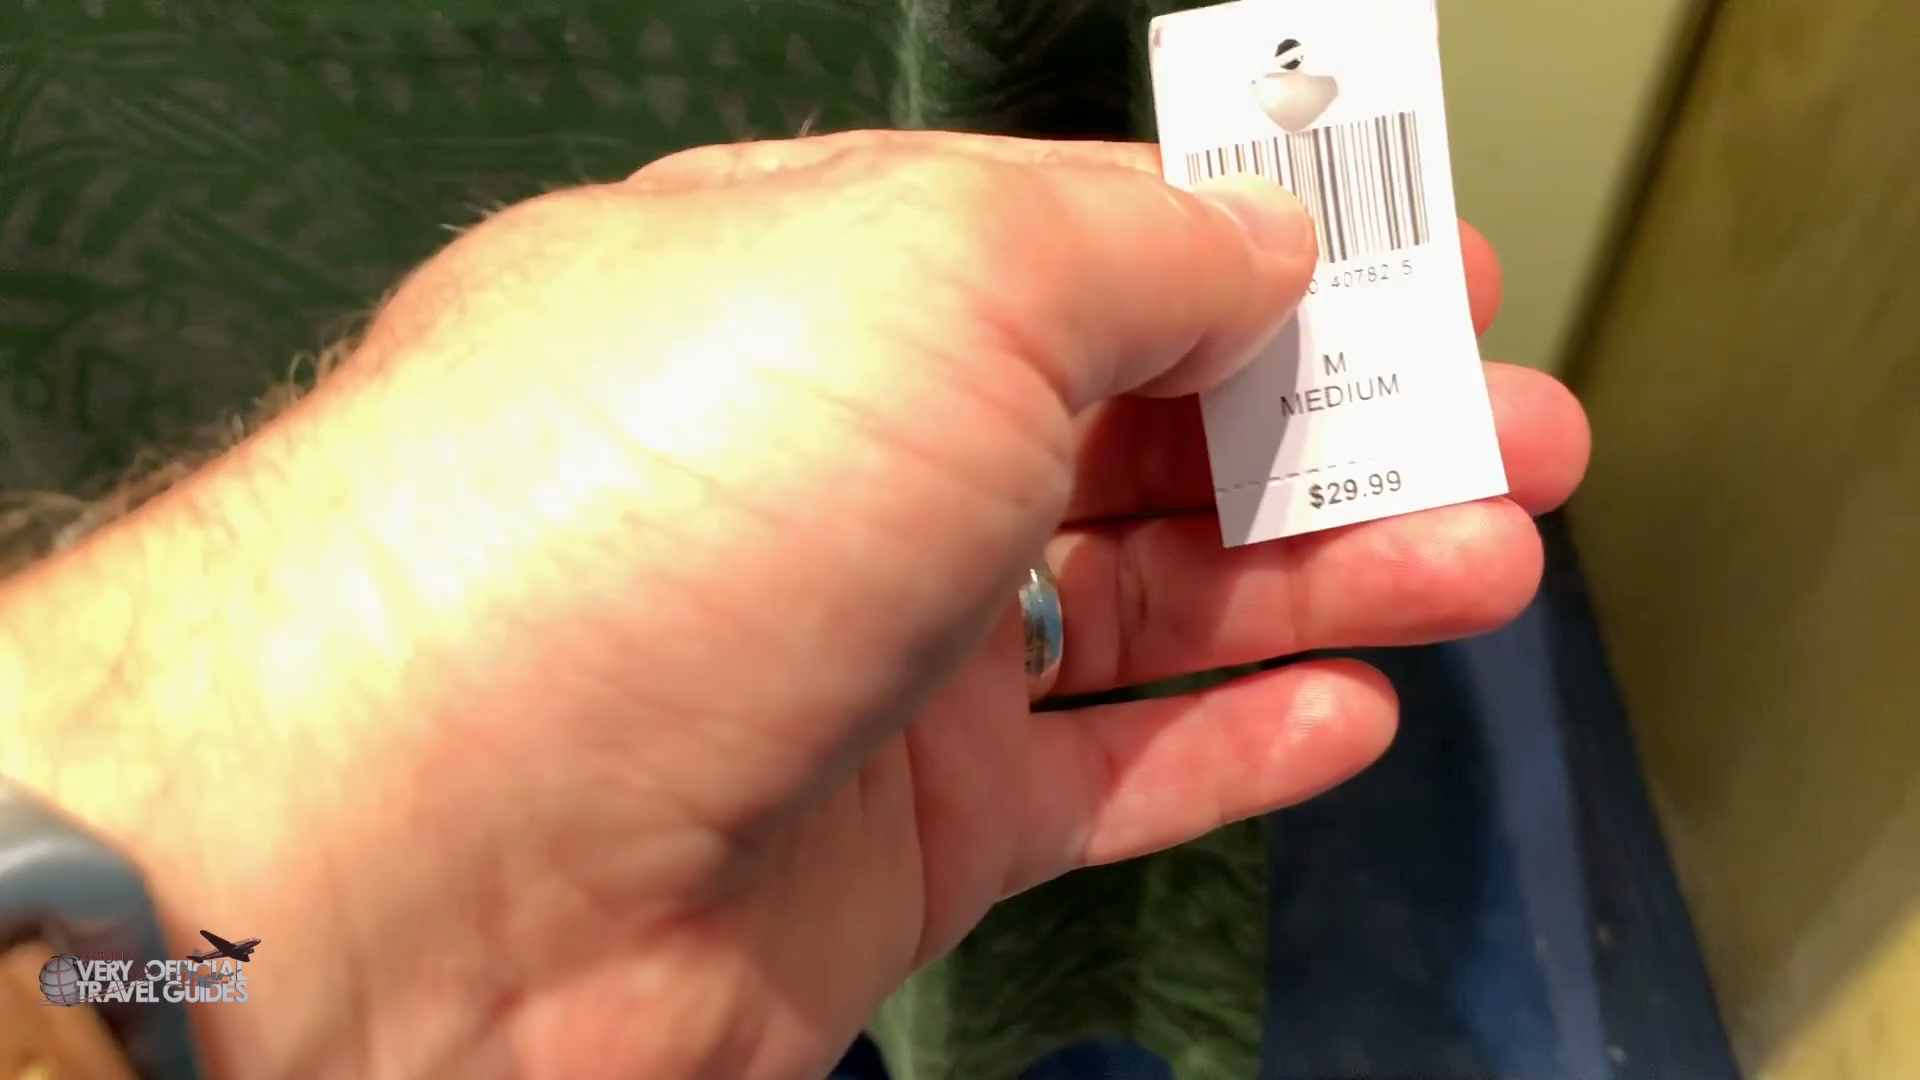 40782 5
M
MEDIUM
$29.99
VERY OFFICIAL
TRAVEL GUIDES